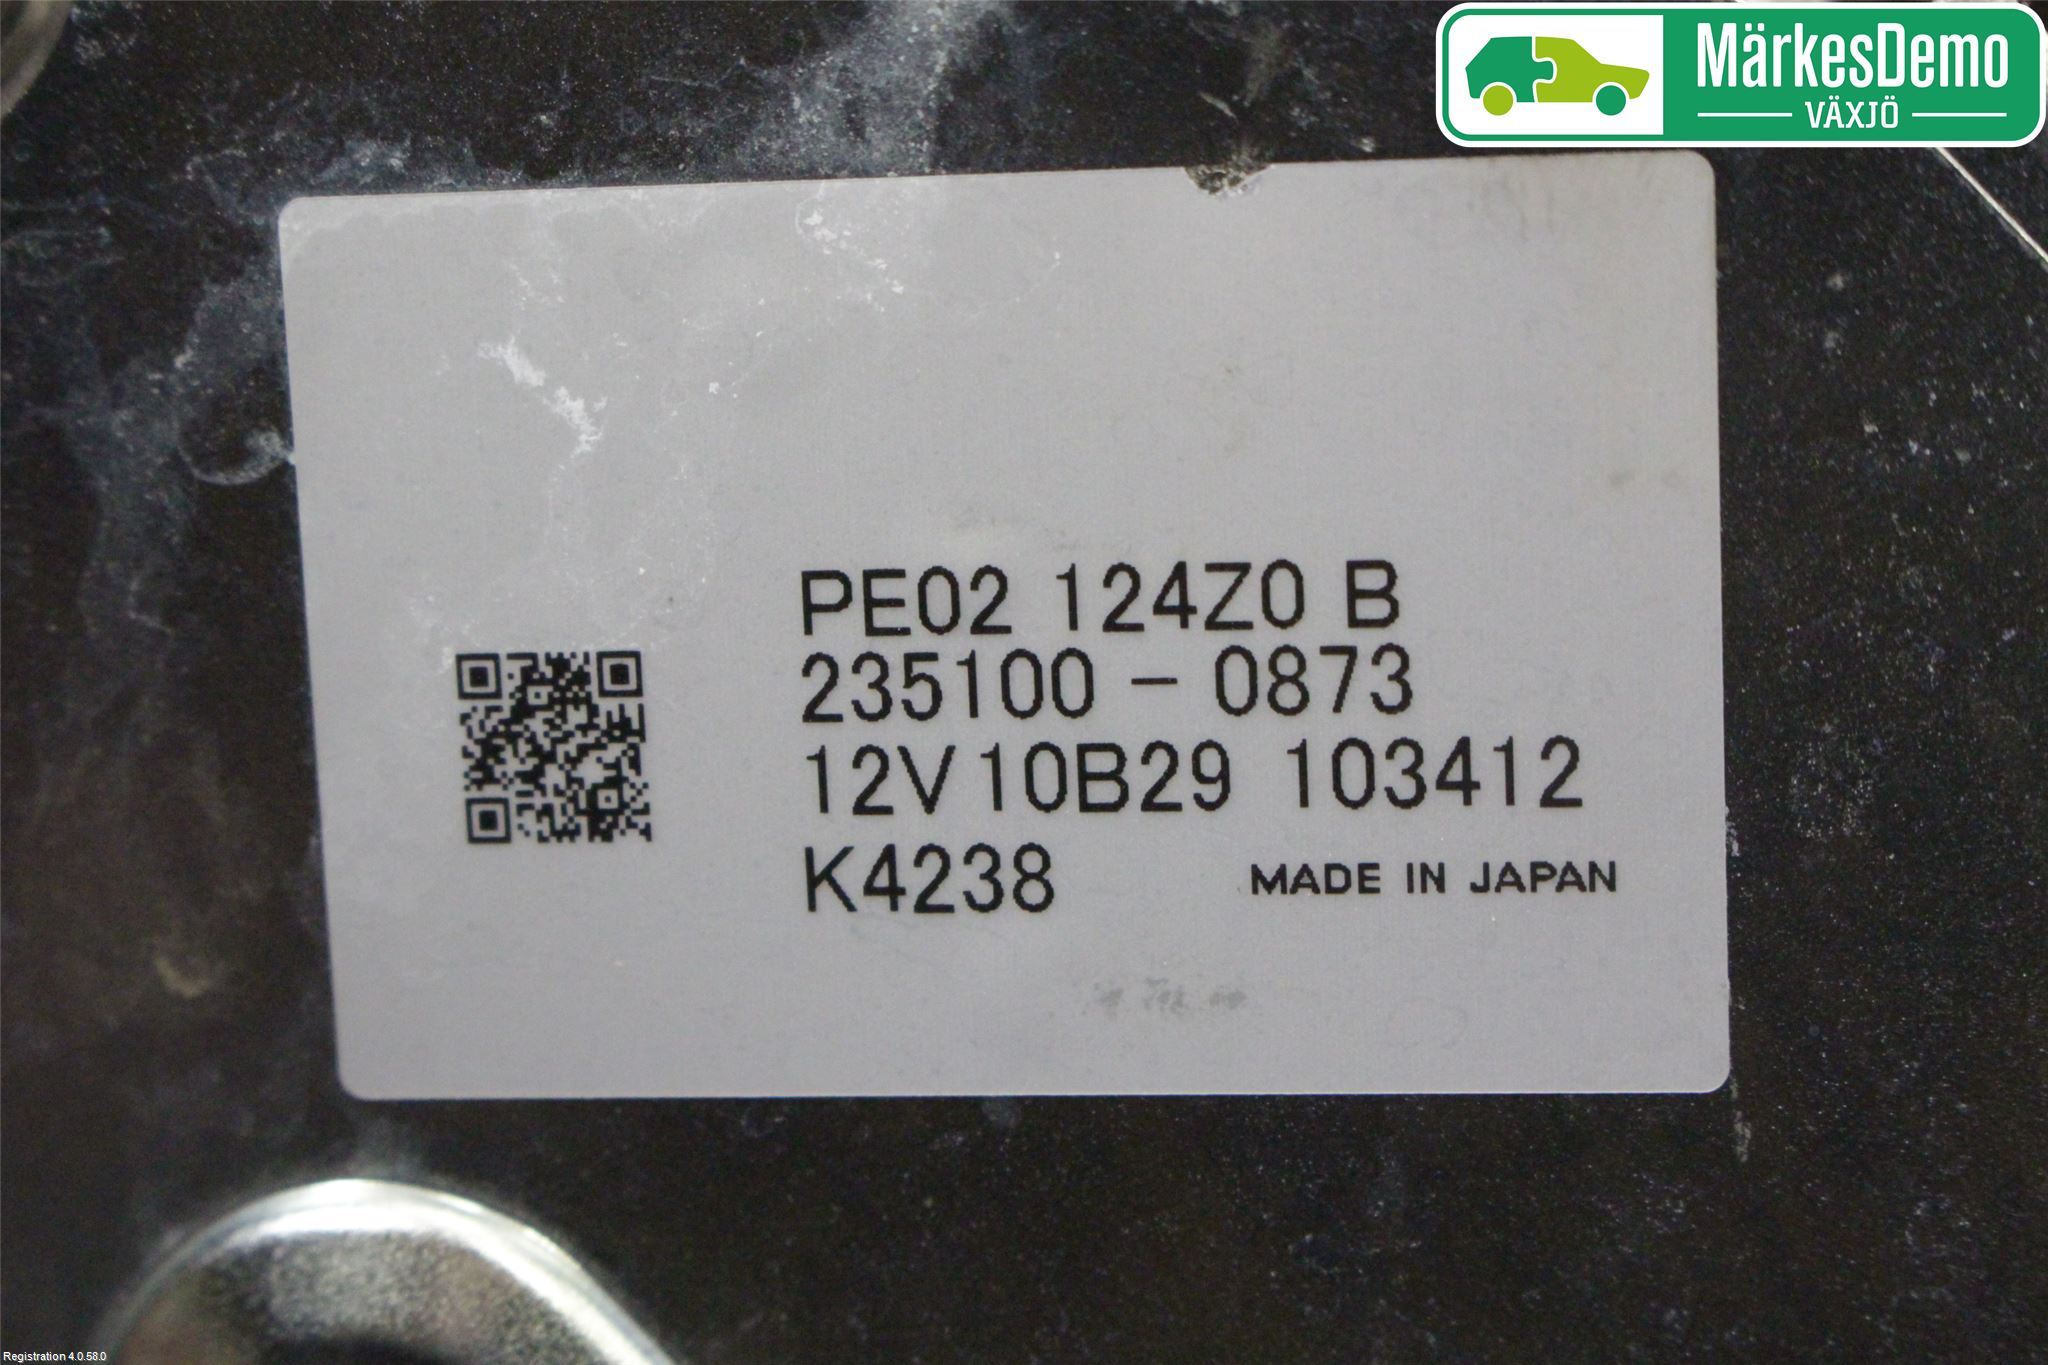 MärkesDemo
VÄXJÖ
PE02 124Z0 B
235100-0873
12V10B29 103412
K4238 MADE IN JAPAN
Registration 4.0.58.0